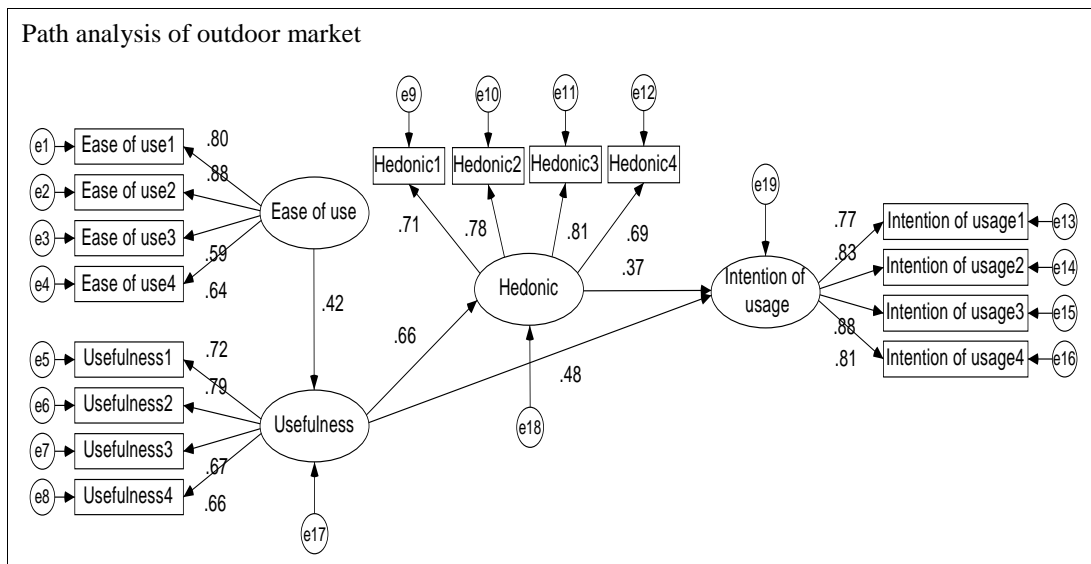 Path analysis of outdoor market
e9
e10
e11
e12
e1
Ease of use1
.80
Hedonic1
Hedonic2
Hedonic3
Hedonic4
e2
Ease of use2
.88
e19
e3
Ease of use3
Ease of use
.59
e4
Ease of use4
.64
.71
.78
.81
.69
.77
Intention of usage1
e13
.83
Intention of usage2
e14
.37
Hedonic
Intention of
usage
.42
Intention of usage3
e15
.88
e5
Usefulness1
.72
.66
.81
Intention of usage4
e16
.79
.48
e6
Usefulness2
Usefulness
e18
e7
Usefulness3
.67
e8
Usefulness4
.66
e17